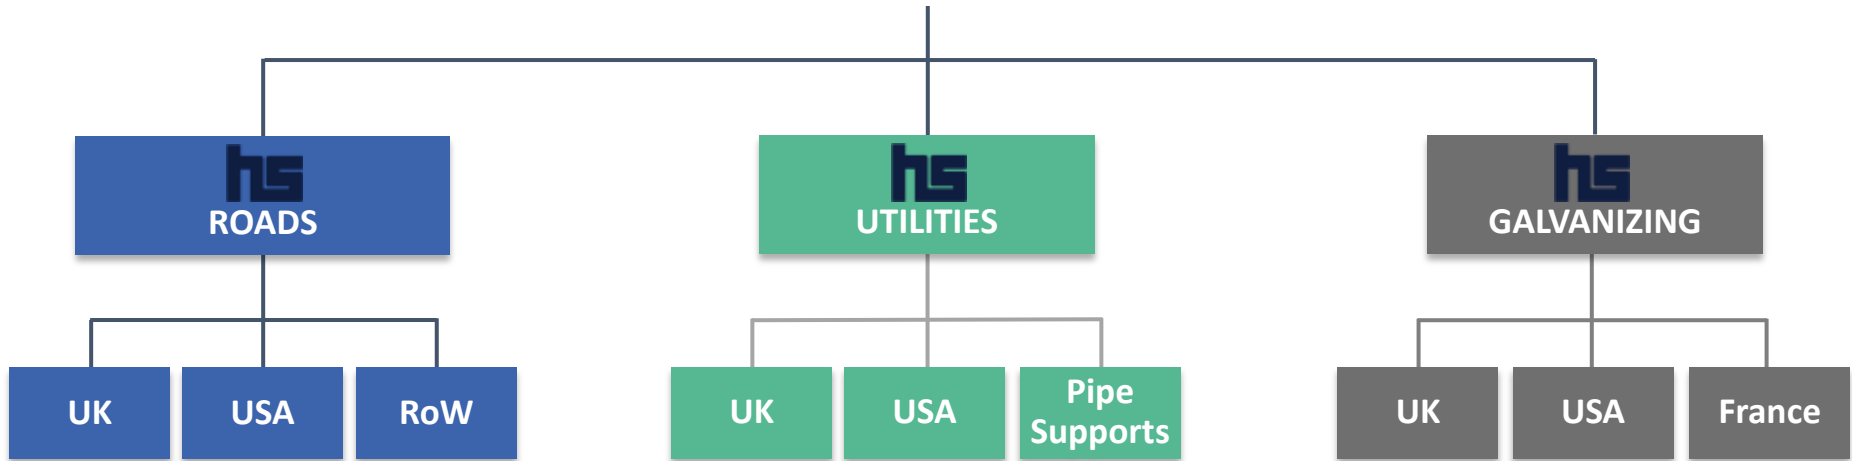 hs
ROADS
hs
UTILITIES
hs
GALVANIZING
UK
USA
RoW
UK
USA
Pipe
Supports
UK
USA
France